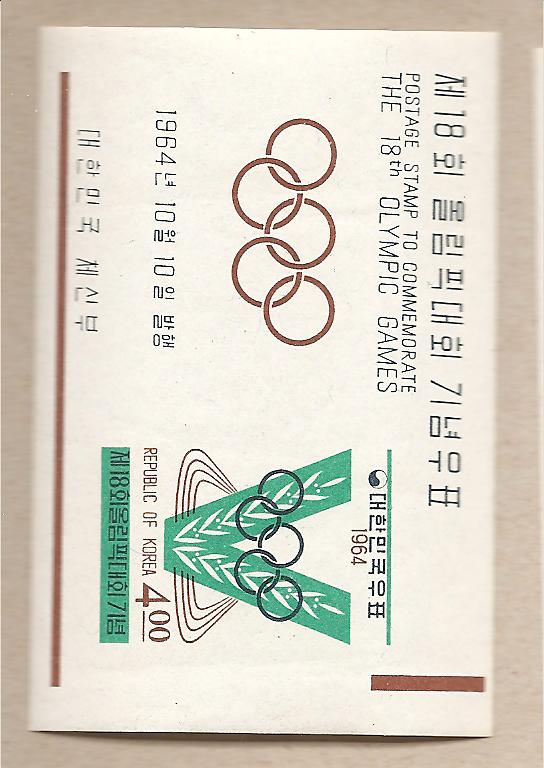 제18회 올림픽대회 기념우표
POSTAGE STAMP TO COMMEMORATE
THE 18th OLYMPIC GAMES
1964년 10월 10일 발행
대한민국 체신부
대한민국우표
1964
REPUBLIC OF KOREA 400
제18회올림픽대회기념